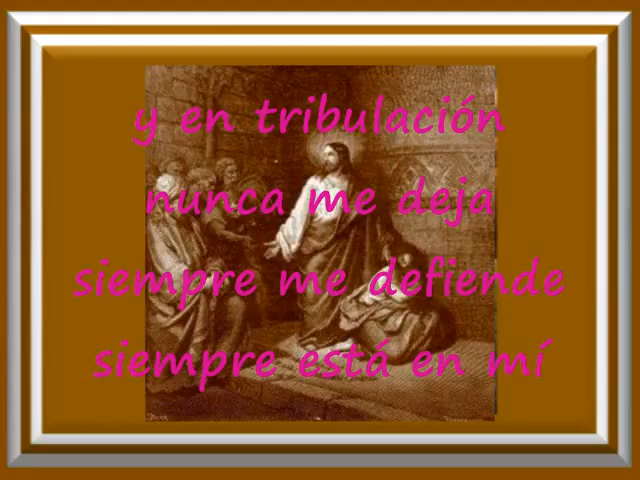 y en tribulación
nunca me deja
siempre me defiende
siempre está en mí